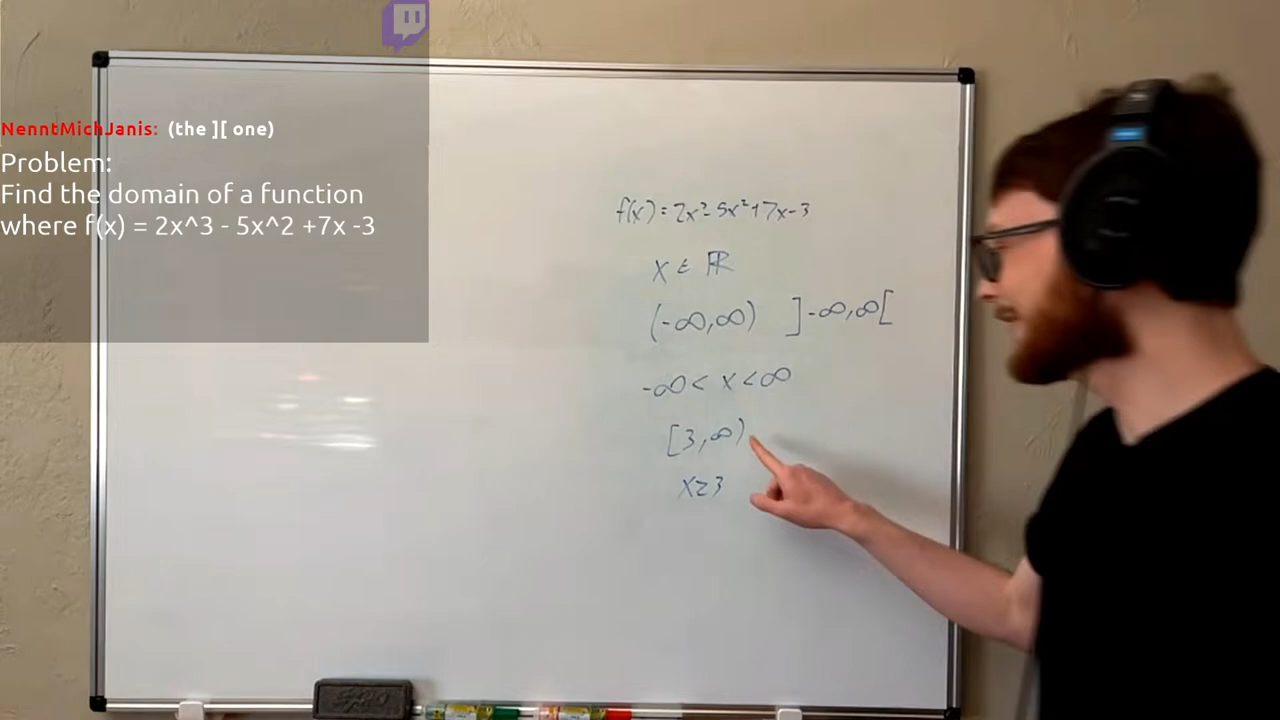 NenntMichJanis: (the ][ one)
Problem:
Find the domain of a function
where f(x) = 2x^3 - 5x^2 +7x -3
f(x) = 2x³ - 5x² + 7x - 3
x ∈ ℝ
(-∞, ∞) ]-∞, ∞[
-∞ < x < ∞
[3, ∞)
x ≥ 3